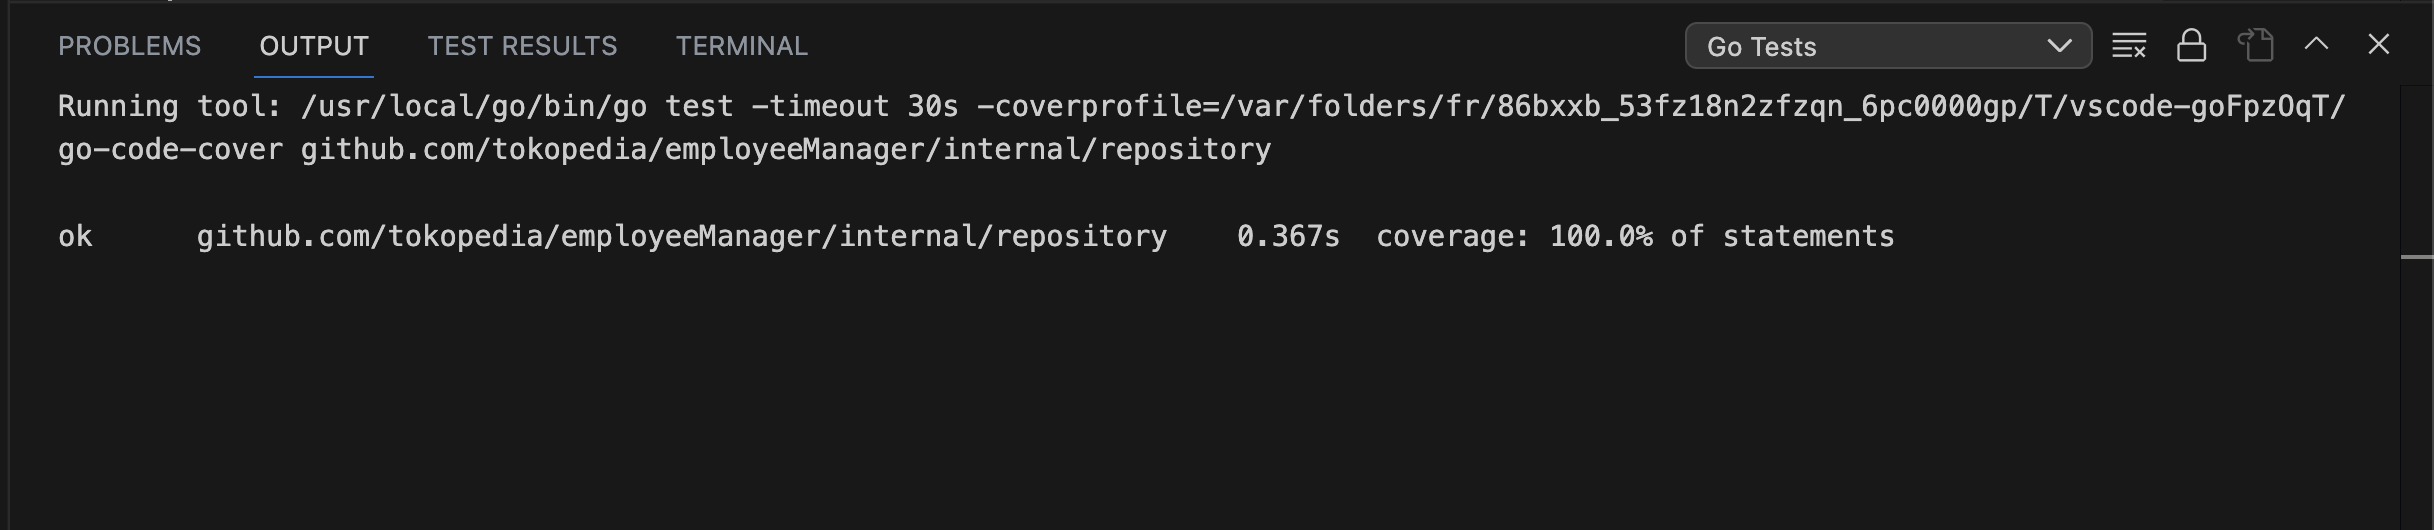 PROBLEMS OUTPUT TEST RESULTS TERMINAL Go Tests
Running tool: /usr/local/go/bin/go test -timeout 30s -coverprofile=/var/folders/fr/86bxxb_53fz18n2zfzqn_6pc0000gp/T/vscode-goFpzOqT/
go-code-cover github.com/tokopedia/employeeManager/internal/repository
ok github.com/tokopedia/employeeManager/internal/repository 0.367s coverage: 100.0% of statements